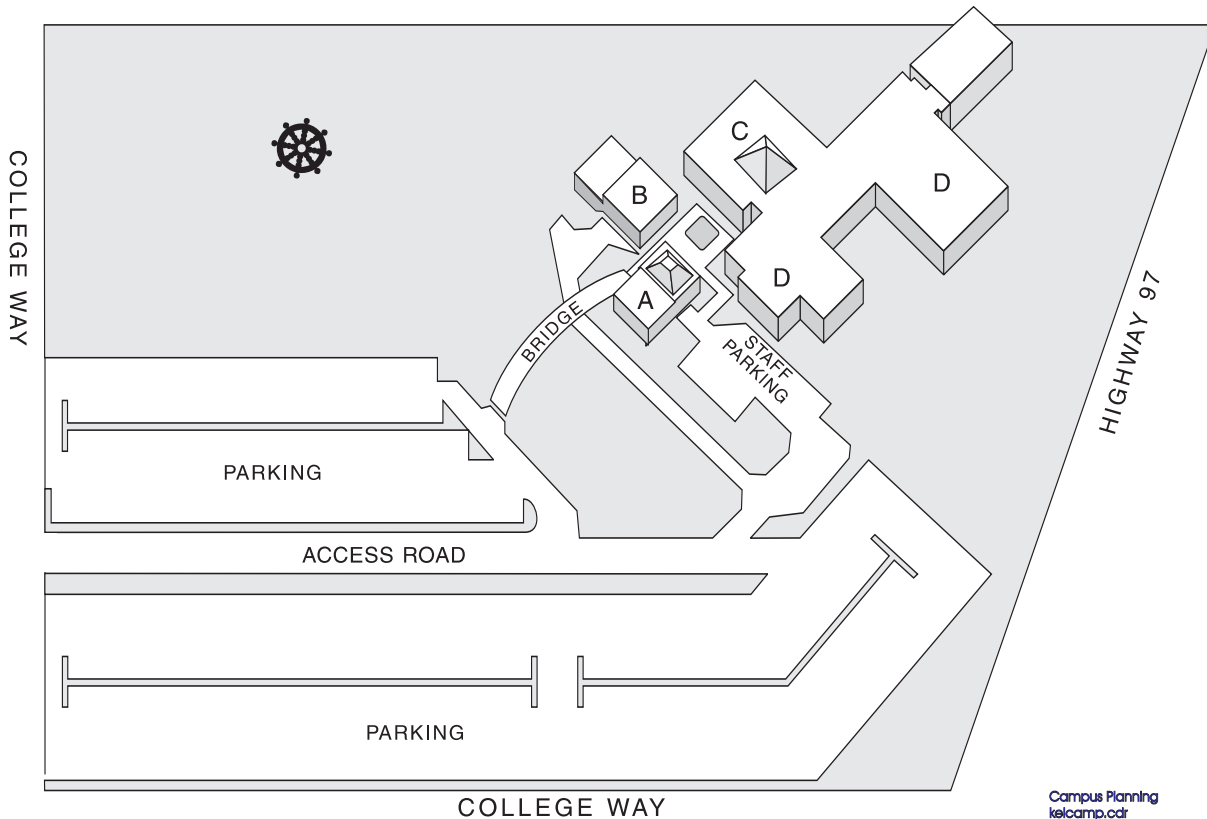 C
D
B
D
A
BRIDGE
STAFF
PARKING
COLLEGE WAY
HIGHWAY 97
PARKING
ACCESS ROAD
PARKING
COLLEGE WAY
Campus Planning
kelcamp.cdr